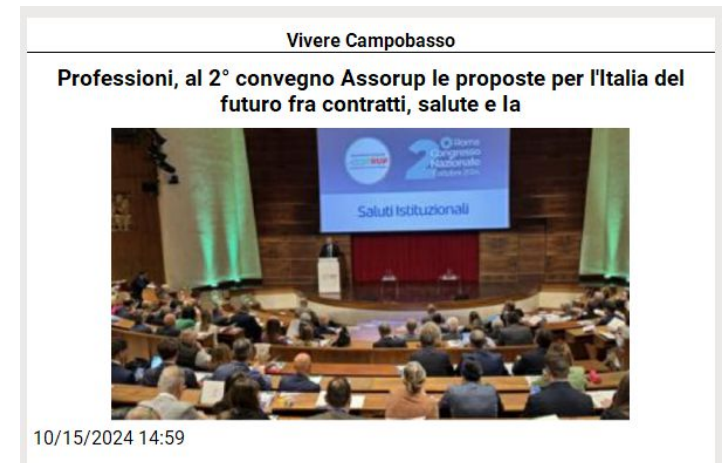 Vivere Campobasso
Professioni, al 2° convegno Assorup le proposte per l'Italia del
futuro fra contratti, salute e la
2° Roma
Congresso
Nazionale
Saluti Istituzionali
10/15/2024 14:59